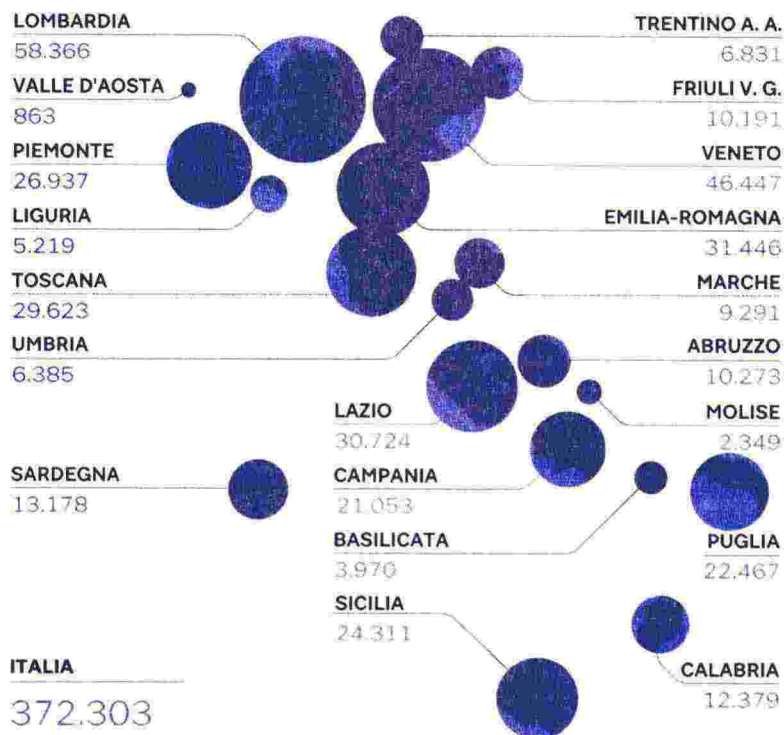 LOMBARDIA
58.366
VALLE D'AOSTA
863
PIEMONTE
26.937
LIGURIA
5.219
TOSCANA
29.623
UMBRIA
6.385
SARDEGNA
13.178
TRENTINO A. A.
6.831
FRIULI V. G.
10.191
VENETO
46.447
EMILIA-ROMAGNA
31.446
MARCHE
9.291
ABRUZZO
10.273
LAZIO
30.724
MOLISE
2.349
CAMPANIA
21.053
BASILICATA
3.970
PUGLIA
22.467
SICILIA
24.311
CALABRIA
12.379
ITALIA
372.303